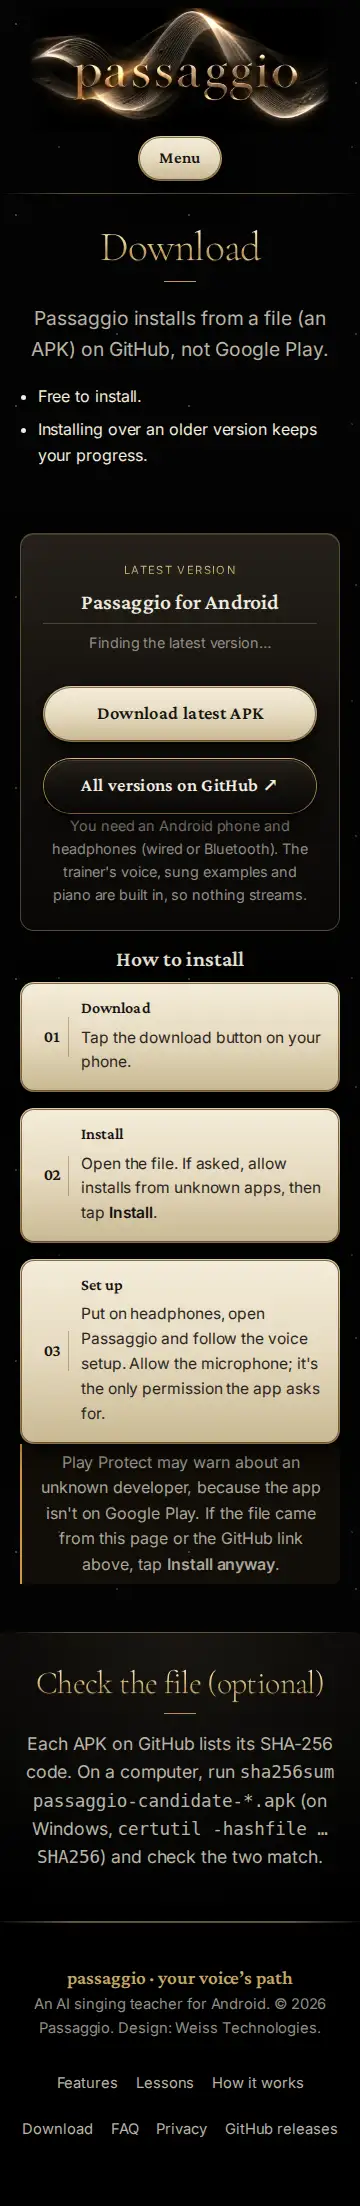 passaggio
Menu
Download
Passaggio installs from a file (an
APK) on GitHub, not Google Play.
• Free to install.
• Installing over an older version keeps
your progress.
LATEST VERSION
Passaggio for Android
Finding the latest version…
Download latest APK
All versions on GitHub ↗
You need an Android phone and
headphones (wired or Bluetooth). The
trainer's voice, sung examples and
piano are built in, so nothing streams.
How to install
Download
01
Tap the download button on your
phone.
Install
02
Open the file. If asked, allow
installs from unknown apps, then
tap Install.
Set up
03
Put on headphones, open
Passaggio and follow the voice
setup. Allow the microphone; it's
the only permission the app asks
for.
Play Protect may warn about an
unknown developer, because the app
isn't on Google Play. If the file came
from this page or the GitHub link
above, tap Install anyway.
Check the file (optional)
Each APK on GitHub lists its SHA-256
code. On a computer, run sha256sum
passaggio-candidate-*.apk (on
Windows, certutil -hashfile …
SHA256) and check the two match.
passaggio · your voice’s path
An AI singing teacher for Android. © 2026
Passaggio. Design: Weiss Technologies.
Features Lessons How it works
Download FAQ Privacy GitHub releases